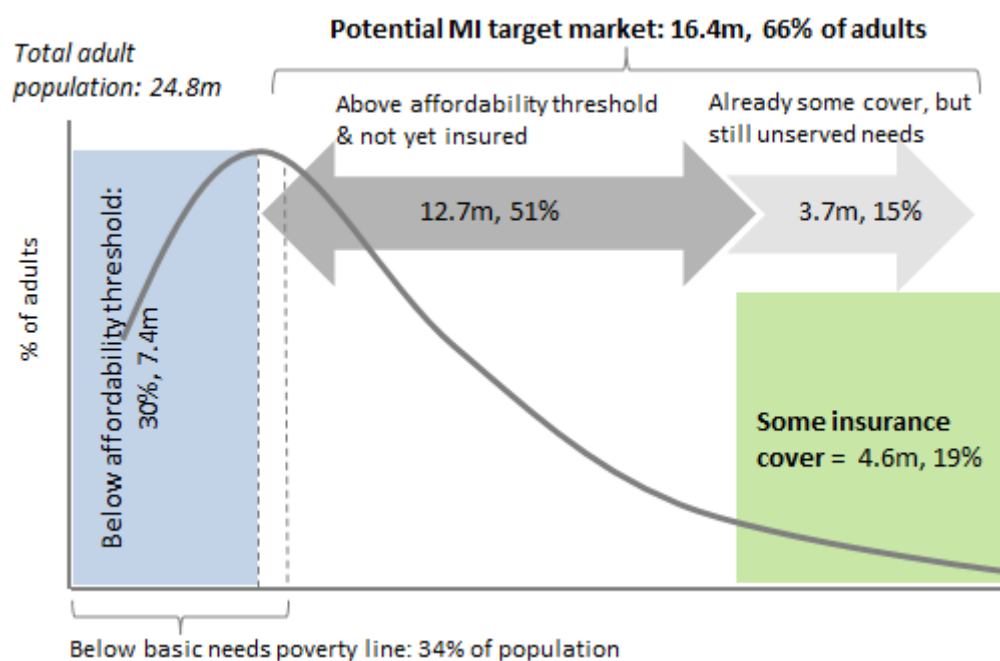 Potential MI target market: 16.4m, 66% of adults
Total adult
population: 24.8m
Above affordability threshold
& not yet insured
Already some cover, but
still unserved needs
12.7m, 51%
3.7m, 15%
% of adults
Below affordability threshold:
30%, 7.4m
Some insurance
cover = 4.6m, 19%
Below basic needs poverty line: 34% of population